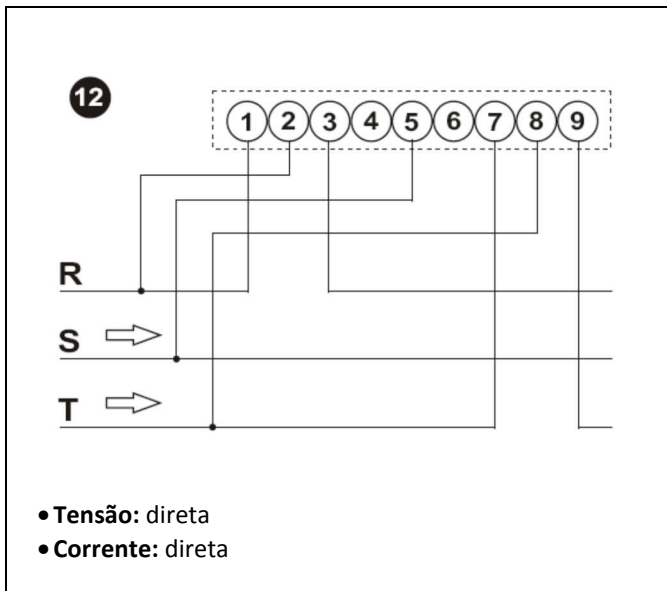 12
1 2 3 4 5 6 7 8 9
R
S
T
• Tensão: direta
• Corrente: direta